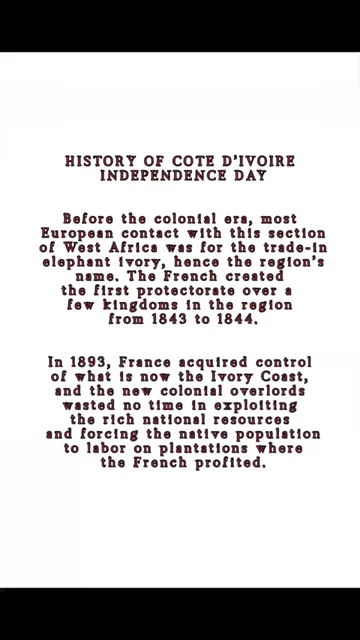 HISTORY OF COTE D'IVOIRE
INDEPENDENCE DAY
Before the colonial era, most
European contact with this section
of West Africa was for the trade-in
elephant ivory, hence the region's
name. The French created
the first protectorate over a
few kingdoms in the region
from 1843 to 1844.
In 1893, France acquired control
of what is now the Ivory Coast,
and the new colonial overlords
wasted no time in exploiting
the rich national resources
and forcing the native population
to labor on plantations where
the French profited.